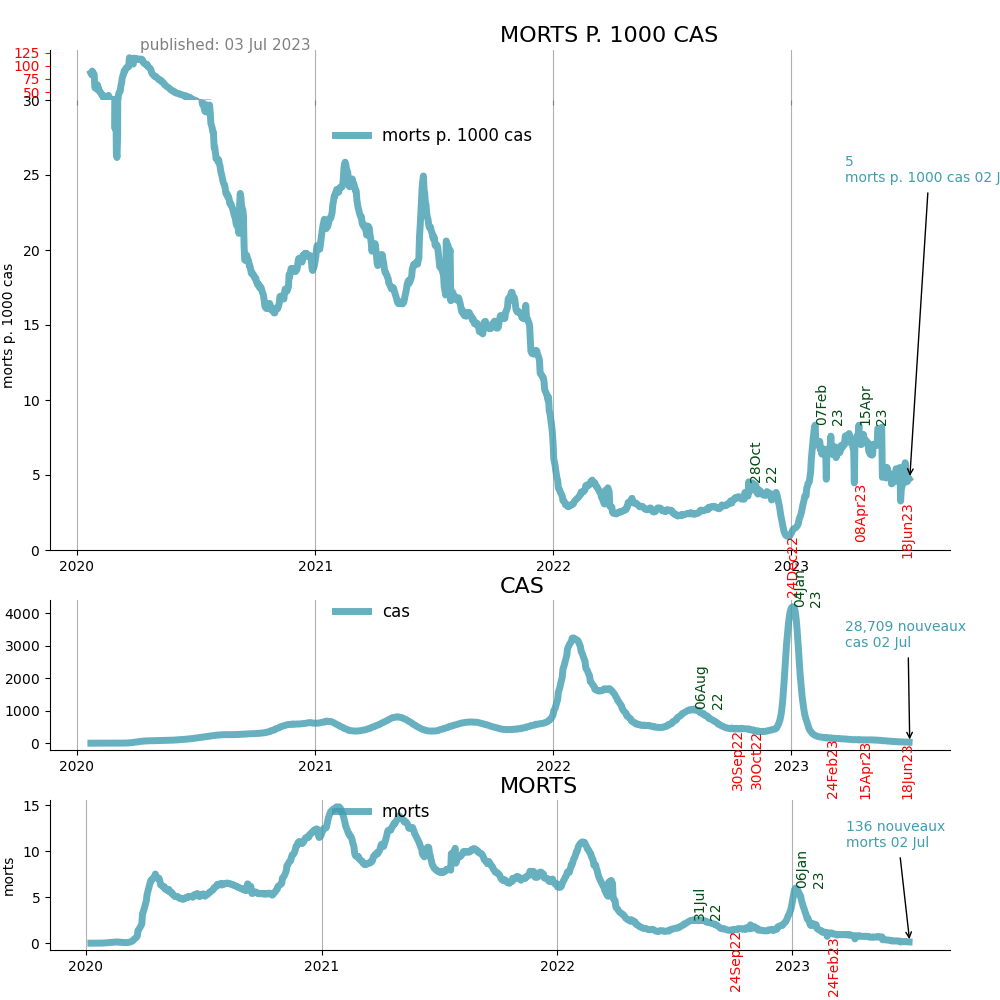 MORTS P. 1000 CAS
published: 03 Jul 2023
125
100
75
50
30
25
20
15
10
5
0
morts p. 1000 cas
morts p. 1000 cas
5
morts p. 1000 cas 02 J
28Oct
22
07Feb
23
15Apr
23
24Dec22
08Apr23
18Jun23
2020
2021
2022
2023
CAS
4000
3000
2000
1000
0
cas
06Aug
22
04Jan
23
28,709 nouveaux
cas 02 Jul
30Sep22
30Oct22
24Feb23
15Apr23
18Jun23
2020
2021
2022
2023
MORTS
15
10
5
0
morts
morts
31Jul
22
06Jan
23
136 nouveaux
morts 02 Jul
24Sep22
24Feb23
2020
2021
2022
2023